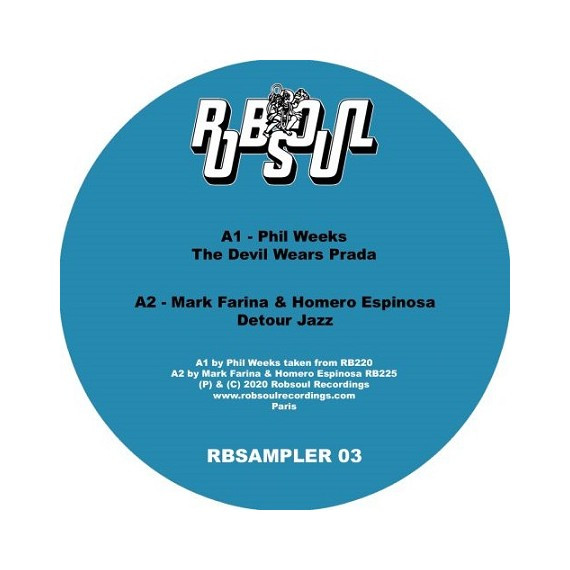 ROBSOUL
A1 - Phil Weeks
The Devil Wears Prada
A2 - Mark Farina & Homero Espinosa
Detour Jazz
A1 by Phil Weeks taken from RB220
A2 by Mark Farina & Homero Espinosa RB225
(P) & (C) 2020 Robsoul Recordings
www.robsoulrecordings.com
Paris
RBSAMPLER 03